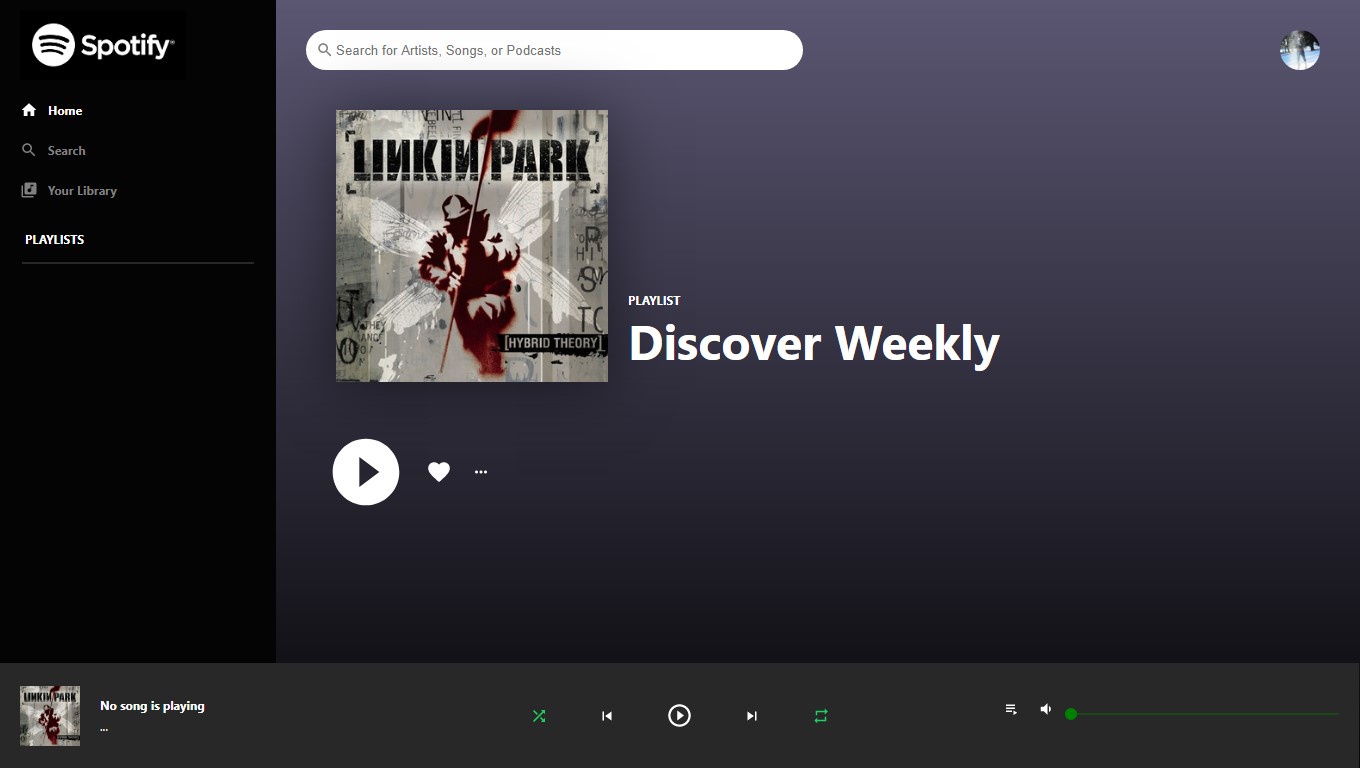 Spotify®
Home
Search
Your Library
PLAYLISTS
Search for Artists, Songs, or Podcasts
LINKIN PARK
[HYBRID THEORY]
PLAYLIST
Discover Weekly
LINKIN PARK
No song is playing
...